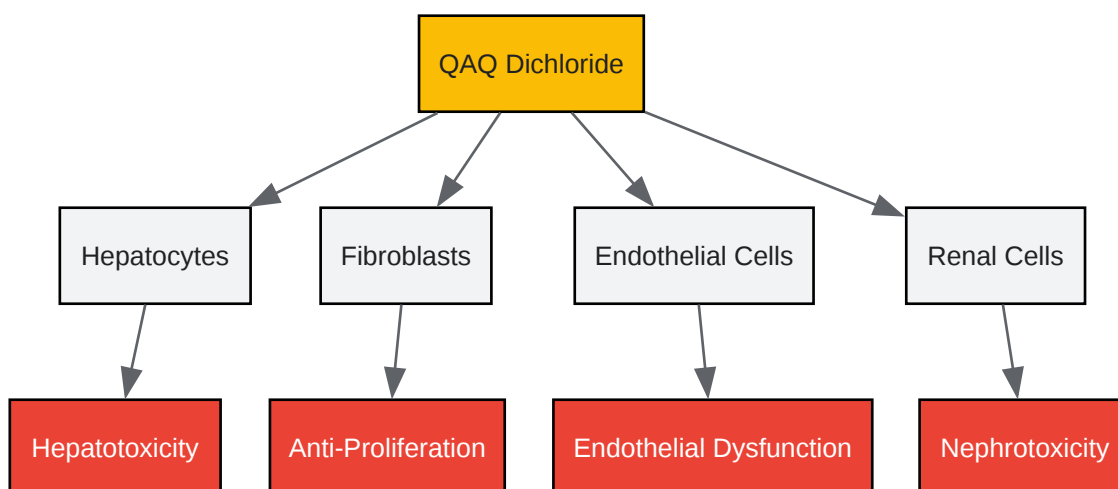 QAQ Dichloride
Hepatocytes
Fibroblasts
Endothelial Cells
Renal Cells
Hepatotoxicity
Anti-Proliferation
Endothelial Dysfunction
Nephrotoxicity